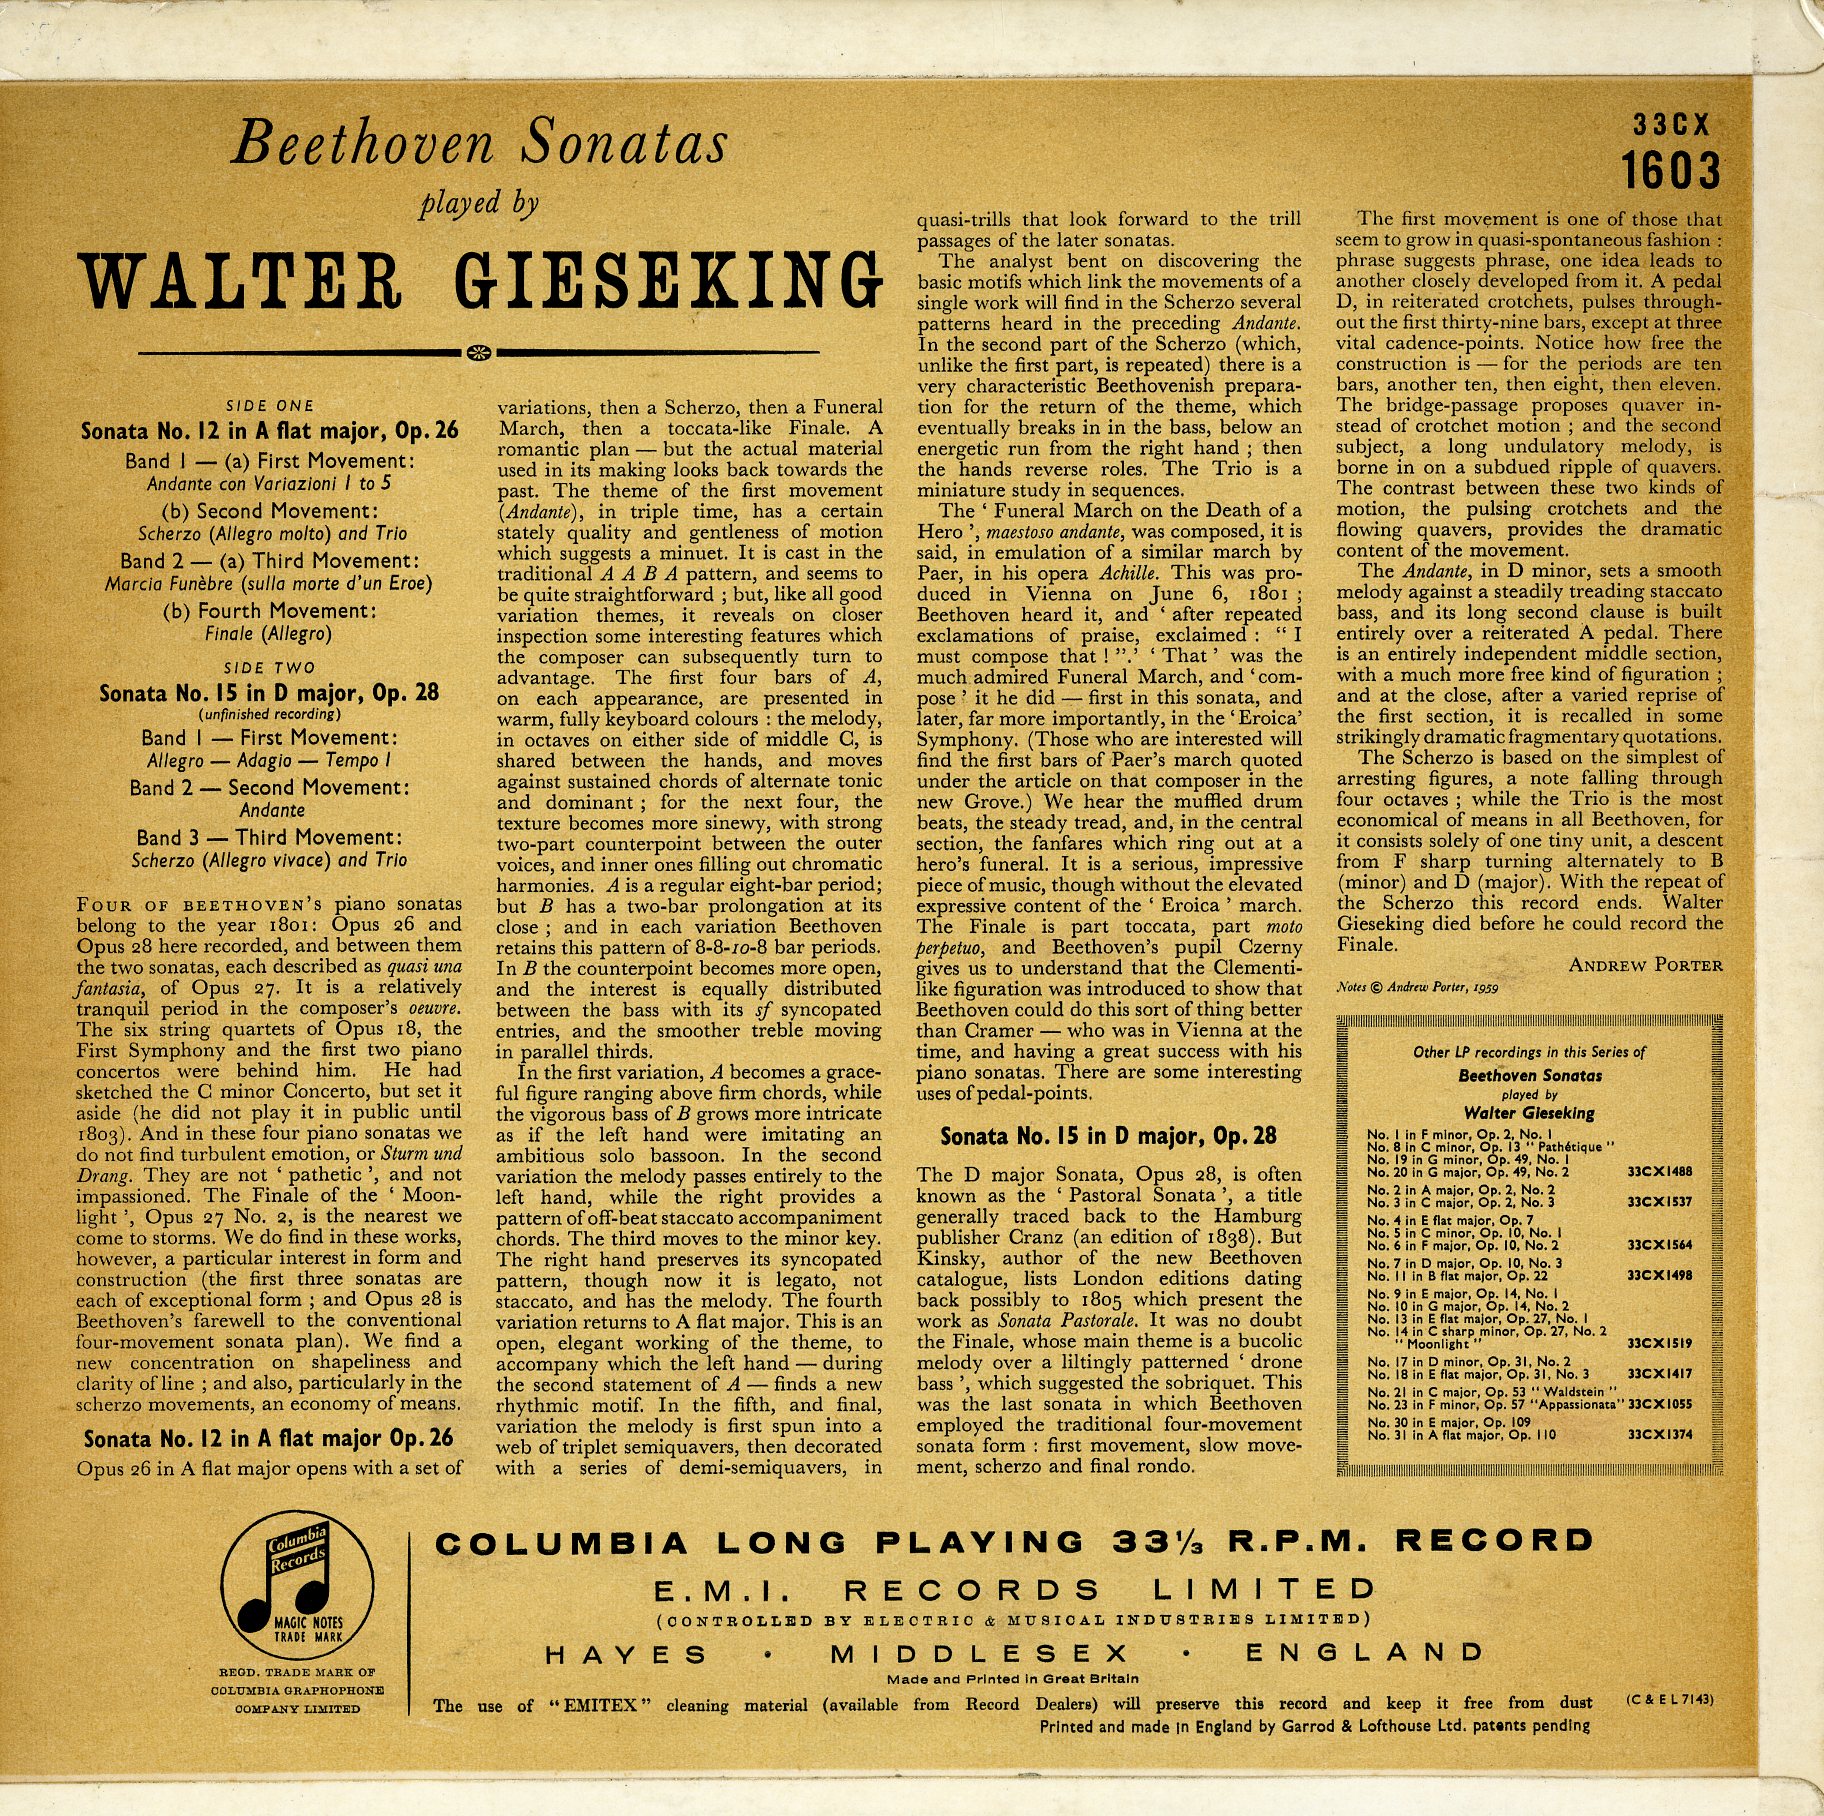 Beethoven Sonatas
played by
WALTER GIESEKING
33CX
1603
SIDE ONE
Sonata No. 12 in A flat major, Op. 26
Band 1 — (a) First Movement:
Andante con Variazioni 1 to 5
(b) Second Movement:
Scherzo (Allegro molto) and Trio
Band 2 — (a) Third Movement:
Marcia Funèbre (sulla morte d'un Eroe)
(b) Fourth Movement:
Finale (Allegro)
SIDE TWO
Sonata No. 15 in D major, Op. 28
(unfinished recording)
Band 1 — First Movement:
Allegro — Adagio — Tempo 1
Band 2 — Second Movement:
Andante
Band 3 — Third Movement:
Scherzo (Allegro vivace) and Trio
FOUR OF BEETHOVEN'S piano sonatas
belong to the year 1801: Opus 26 and
Opus 28 here recorded, and between them
the two sonatas, each described as quasi una
fantasia, of Opus 27. It is a relatively
tranquil period in the composer's oeuvre.
The six string quartets of Opus 18, the
First Symphony and the first two piano
concertos were behind him. He had
sketched the C minor Concerto, but set it
aside (he did not play it in public until
1803). And in these four piano sonatas we
do not find turbulent emotion, or Sturm und
Drang. They are not ‘ pathetic ’, and not
impassioned. The Finale of the ‘ Moon-
light ’, Opus 27 No. 2, is the nearest we
come to storms. We do find in these works,
however, a particular interest in form and
construction (the first three sonatas are
each of exceptional form ; and Opus 28 is
Beethoven's farewell to the conventional
four-movement sonata plan). We find a
new concentration on shapeliness and
clarity of line ; and also, particularly in the
scherzo movements, an economy of means.
Sonata No. 12 in A flat major Op. 26
Opus 26 in A flat major opens with a set of
variations, then a Scherzo, then a Funeral
March, then a toccata-like Finale. A
romantic plan — but the actual material
used in its making looks back towards the
past. The theme of the first movement
(Andante), in triple time, has a certain
stately quality and gentleness of motion
which suggests a minuet. It is cast in the
traditional A A B A pattern, and seems to
be quite straightforward ; but, like all good
variation themes, it reveals on closer
inspection some interesting features which
the composer can subsequently turn to
advantage. The first four bars of A,
on each appearance, are presented in
warm, fully keyboard colours : the melody,
in octaves on either side of middle C, is
shared between the hands, and moves
against sustained chords of alternate tonic
and dominant ; for the next four, the
texture becomes more sinewy, with strong
two-part counterpoint between the outer
voices, and inner ones filling out chromatic
harmonies. A is a regular eight-bar period;
but B has a two-bar prolongation at its
close ; and in each variation Beethoven
retains this pattern of 8-8-10-8 bar periods.
In B the counterpoint becomes more open,
and the interest is equally distributed
between the bass with its sf syncopated
entries, and the smoother treble moving
in parallel thirds.
In the first variation, A becomes a grace-
ful figure ranging above firm chords, while
the vigorous bass of B grows more intricate
as if the left hand were imitating an
ambitious solo bassoon. In the second
variation the melody passes entirely to the
left hand, while the right provides a
pattern of off-beat staccato accompaniment
chords. The third moves to the minor key.
The right hand preserves its syncopated
pattern, though now it is legato, not
staccato, and has the melody. The fourth
variation returns to A flat major. This is an
open, elegant working of the theme, to
accompany which the left hand — during
the second statement of A — finds a new
rhythmic motif. In the fifth, and final,
variation the melody is first spun into a
web of triplet semiquavers, then decorated
with a series of demi-semiquavers, in
quasi-trills that look forward to the trill
passages of the later sonatas.
The analyst bent on discovering the
basic motifs which link the movements of a
single work will find in the Scherzo several
patterns heard in the preceding Andante.
In the second part of the Scherzo (which,
unlike the first part, is repeated) there is a
very characteristic Beethovenish prepara-
tion for the return of the theme, which
eventually breaks in in the bass, below an
energetic run from the right hand ; then
the hands reverse roles. The Trio is a
miniature study in sequences.
The ‘ Funeral March on the Death of a
Hero ’, maestoso andante, was composed, it is
said, in emulation of a similar march by
Paer, in his opera Achille. This was pro-
duced in Vienna on June 6, 1801 ;
Beethoven heard it, and ‘ after repeated
exclamations of praise, exclaimed : “ I
must compose that ! ”.’ ‘ That ’ was the
much admired Funeral March, and ‘ com-
pose ’ it he did — first in this sonata, and
later, far more importantly, in the ‘ Eroica’
Symphony. (Those who are interested will
find the first bars of Paer's march quoted
under the article on that composer in the
new Grove.) We hear the muffled drum
beats, the steady tread, and, in the central
section, the fanfares which ring out at a
hero's funeral. It is a serious, impressive
piece of music, though without the elevated
expressive content of the ‘ Eroica ’ march.
The Finale is part toccata, part moto
perpetuo, and Beethoven's pupil Czerny
gives us to understand that the Clementi-
like figuration was introduced to show that
Beethoven could do this sort of thing better
than Cramer — who was in Vienna at the
time, and having a great success with his
piano sonatas. There are some interesting
uses of pedal-points.
Sonata No. 15 in D major, Op. 28
The D major Sonata, Opus 28, is often
known as the ‘ Pastoral Sonata ’, a title
generally traced back to the Hamburg
publisher Cranz (an edition of 1838). But
Kinsky, author of the new Beethoven
catalogue, lists London editions dating
back possibly to 1805 which present the
work as Sonata Pastorale. It was no doubt
the Finale, whose main theme is a bucolic
melody over a liltingly patterned ‘ drone
bass ’, which suggested the sobriquet. This
was the last sonata in which Beethoven
employed the traditional four-movement
sonata form : first movement, slow move-
ment, scherzo and final rondo.
The first movement is one of those that
seem to grow in quasi-spontaneous fashion :
phrase suggests phrase, one idea leads to
another closely developed from it. A pedal
D, in reiterated crotchets, pulses through-
out the first thirty-nine bars, except at three
vital cadence-points. Notice how free the
construction is — for the periods are ten
bars, another ten, then eight, then eleven.
The bridge-passage proposes quaver in-
stead of crotchet motion ; and the second
subject, a long undulatory melody, is
borne in on a subdued ripple of quavers.
The contrast between these two kinds of
motion, the pulsing crotchets and the
flowing quavers, provides the dramatic
content of the movement.
The Andante, in D minor, sets a smooth
melody against a steadily treading staccato
bass, and its long second clause is built
entirely over a reiterated A pedal. There
is an entirely independent middle section,
with a much more free kind of figuration ;
and at the close, after a varied reprise of
the first section, it is recalled in some
strikingly dramatic fragmentary quotations.
The Scherzo is based on the simplest of
arresting figures, a note falling through
four octaves ; while the Trio is the most
economical of means in all Beethoven, for
it consists solely of one tiny unit, a descent
from F sharp turning alternately to B
(minor) and D (major). With the repeat of
the Scherzo this record ends. Walter
Gieseking died before he could record the
Finale.
ANDREW PORTER
Notes © Andrew Porter, 1959
Other LP recordings in this Series of
Beethoven Sonatas
played by
Walter Gieseking
No. 1 in F minor, Op. 2, No. 1
No. 8 in C minor, Op. 13 “ Pathétique ”
No. 19 in G minor, Op. 49, No. 1
No. 20 in G major, Op. 49, No. 2 33CX1488
No. 2 in A major, Op. 2, No. 2
No. 3 in C major, Op. 2, No. 3 33CX1537
No. 4 in E flat major, Op. 7
No. 5 in C minor, Op. 10, No. 1
No. 6 in F major, Op. 10, No. 2 33CX1564
No. 7 in D major, Op. 10, No. 3
No. 11 in B flat major, Op. 22 33CX1498
No. 9 in E major, Op. 14, No. 1
No. 10 in G major, Op. 14, No. 2
No. 13 in E flat major, Op. 27, No. 1
No. 14 in C sharp minor, Op. 27, No. 2
“ Moonlight ” 33CX1519
No. 17 in D minor, Op. 31, No. 2
No. 18 in E flat major, Op. 31, No. 3 33CX1417
No. 21 in C major, Op. 53 “ Waldstein ”
No. 23 in F minor, Op. 57 “Appassionata” 33CX1055
No. 30 in E major, Op. 109
No. 31 in A flat major, Op. 110 33CX1374
Columbia
Records
MAGIC NOTES
TRADE MARK
REGD. TRADE MARK OF
COLUMBIA GRAPHOPHONE
COMPANY LIMITED
COLUMBIA LONG PLAYING 33⅓ R.P.M. RECORD
E.M.I. RECORDS LIMITED
(CONTROLLED BY ELECTRIC & MUSICAL INDUSTRIES LIMITED)
HAYES · MIDDLESEX · ENGLAND
Made and Printed in Great Britain
The use of “EMITEX” cleaning material (available from Record Dealers) will preserve this record and keep it free from dust
(C & E L 7143)
Printed and made in England by Garrod & Lofthouse Ltd. patents pending